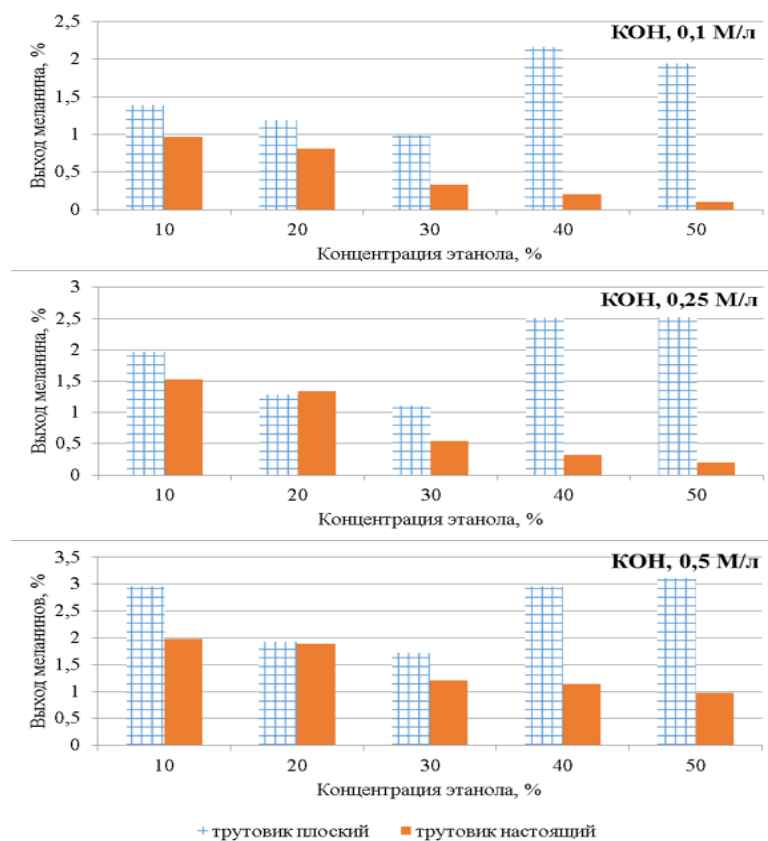 КОН, 0,1 М/л
Выход меланина, %
2,5
2
1,5
1
0,5
0
10 20 30 40 50
Концентрация этанола, %
КОН, 0,25 М/л
Выход меланина, %
3
2,5
2
1,5
1
0,5
0
10 20 30 40 50
Концентрация этанола, %
КОН, 0,5 М/л
Выход меланинов, %
3,5
3
2,5
2
1,5
1
0,5
0
10 20 30 40 50
Концентрация этанола, %
трутовик плоский трутовик настоящий